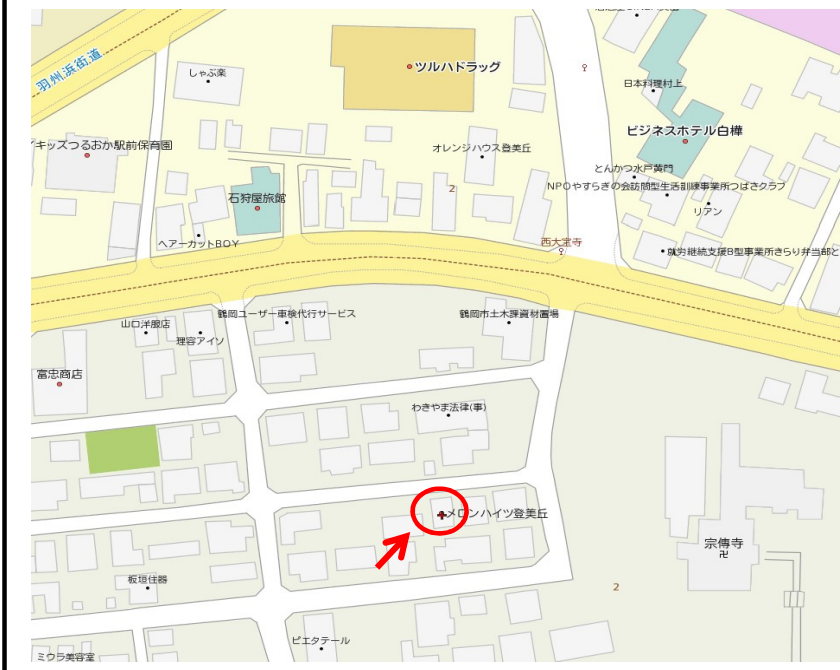 羽州浜街道
しゃぶ楽
ツルハドラッグ
日本料理村上
ビジネスホテル白樺
キッズつるおか駅前保育園
オレンジハウス登美丘
とんかつ水戸黄門
NPOやすらぎの会訪問型生活訓練事業所つばさクラブ
石狩屋旅館
2
リアン
ヘアーカットBOY
西大宝寺
就労継続支援B型事業所きらり弁当部と
鶴岡ユーザー車検代行サービス
鶴岡市土木課資材置場
山口洋服店
理容アイソ
富忠商店
わきやま法律(事)
メロンハイツ登美丘
宗傳寺
卍
板垣住器
2
ピエタテール
ミウラ美容室